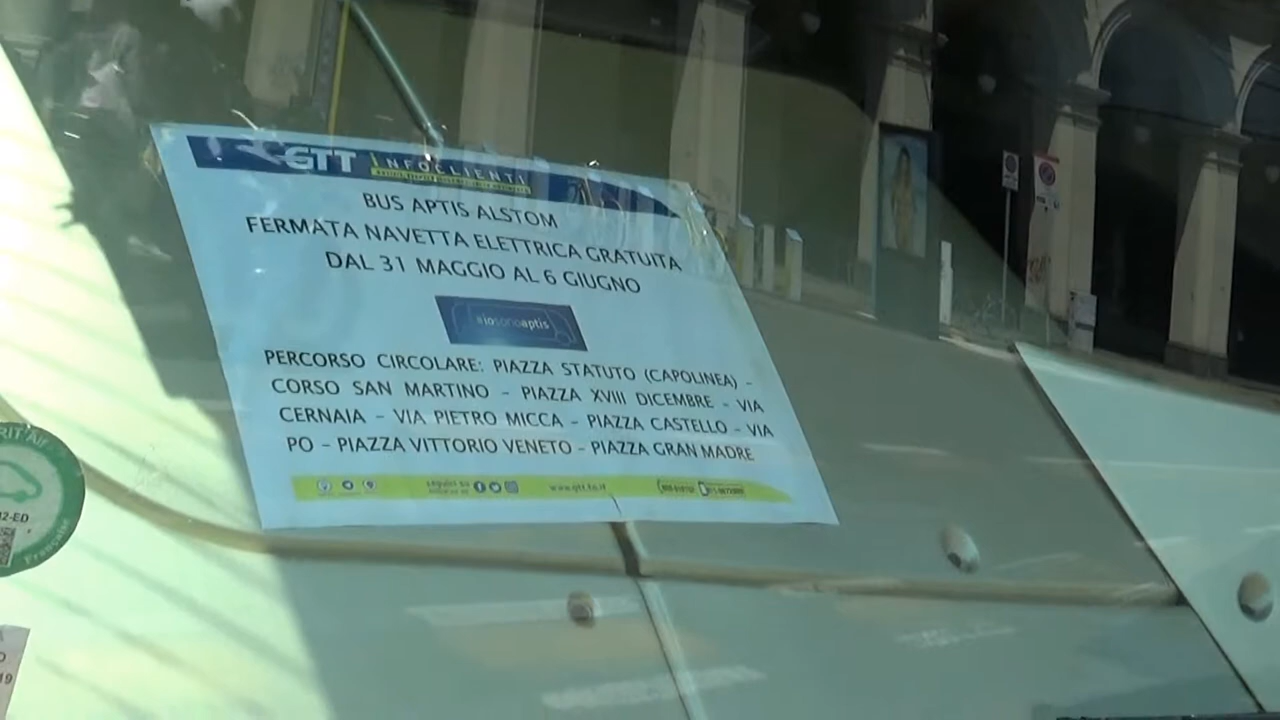 GTT INFOCLIENTI
BUS APTIS ALSTOM
FERMATA NAVETTA ELETTRICA GRATUITA
DAL 31 MAGGIO AL 6 GIUGNO
#iosonoaptis
PERCORSO CIRCOLARE: PIAZZA STATUTO (CAPOLINEA) –
CORSO SAN MARTINO – PIAZZA XVIII DICEMBRE – VIA
CERNAIA – VIA PIETRO MICCA – PIAZZA CASTELLO – VIA
PO – PIAZZA VITTORIO VENETO – PIAZZA GRAN MADRE
www.gtt.to.it